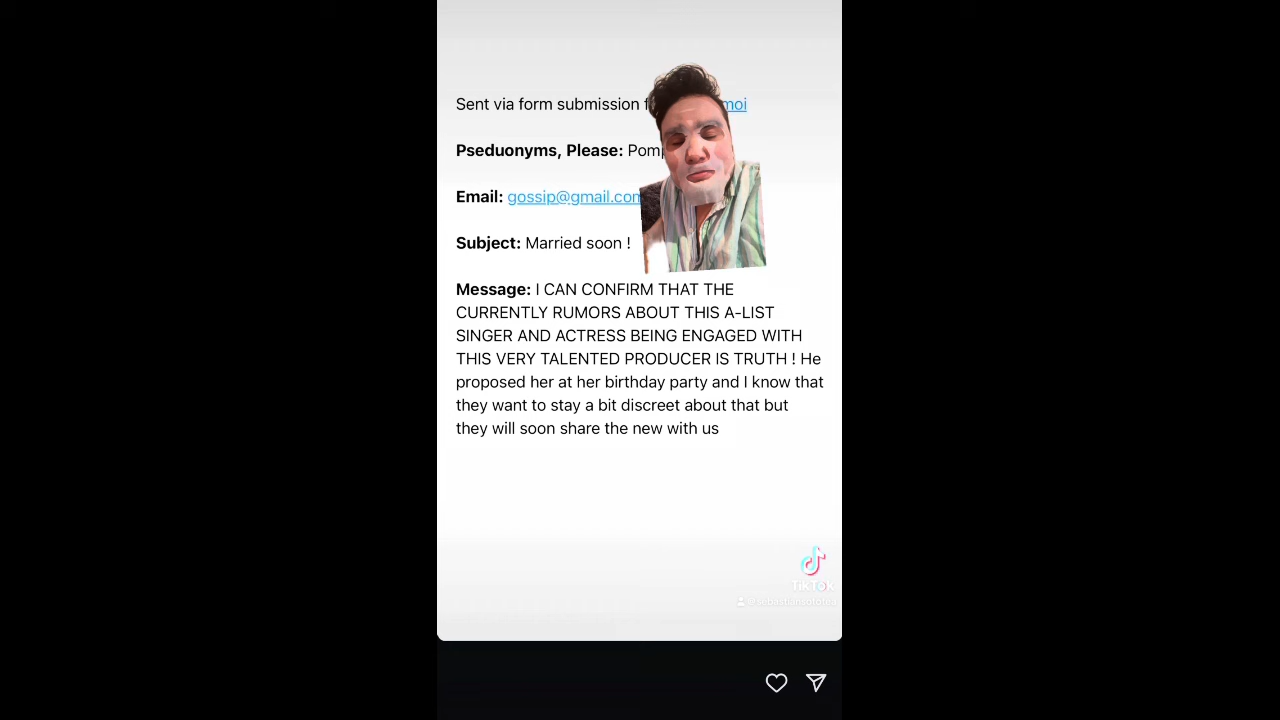 Sent via form submission moi
Pseduonyms, Please: Pom
Email: gossip@gmail.com
Subject: Married soon !
Message: I CAN CONFIRM THAT THE
CURRENTLY RUMORS ABOUT THIS A-LIST
SINGER AND ACTRESS BEING ENGAGED WITH
THIS VERY TALENTED PRODUCER IS TRUTH ! He
proposed her at her birthday party and I know that
they want to stay a bit discreet about that but
they will soon share the new with us
TikTok